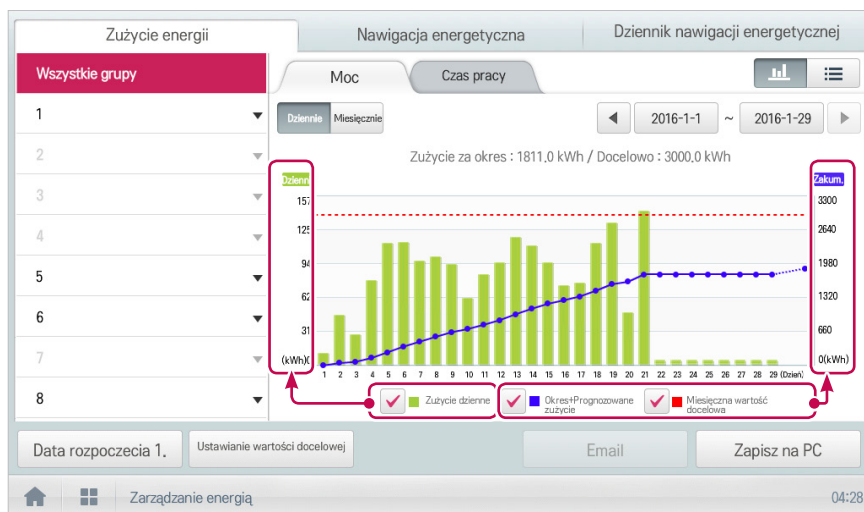 Zużycie energii
Nawigacja energetyczna
Dziennik nawigacji energetycznej
Wszystkie grupy
Moc
Czas pracy
1
Dziennie
Miesięcznie
2016-1-1
~
2016-1-29
2
Zużycie za okres : 1811,0 kWh / Docelowo : 3000,0 kWh
Dzienn
Zakum.
3
157
3300
125
2640
4
94
1980
5
62
1320
6
31
660
7
(kWh)0
0(kWh)
1 2 3 4 5 6 7 8 9 10 11 12 13 14 15 16 17 18 19 20 21 22 23 24 25 26 27 28 29 (Dzień)
8
Zużycie dzienne
Okres+Prognozowane
zużycie
Miesięczna wartość
docelowa
Data rozpoczecia 1.
Ustawianie wartości docelowej
Email
Zapisz na PC
Zarządzanie energią
04:28